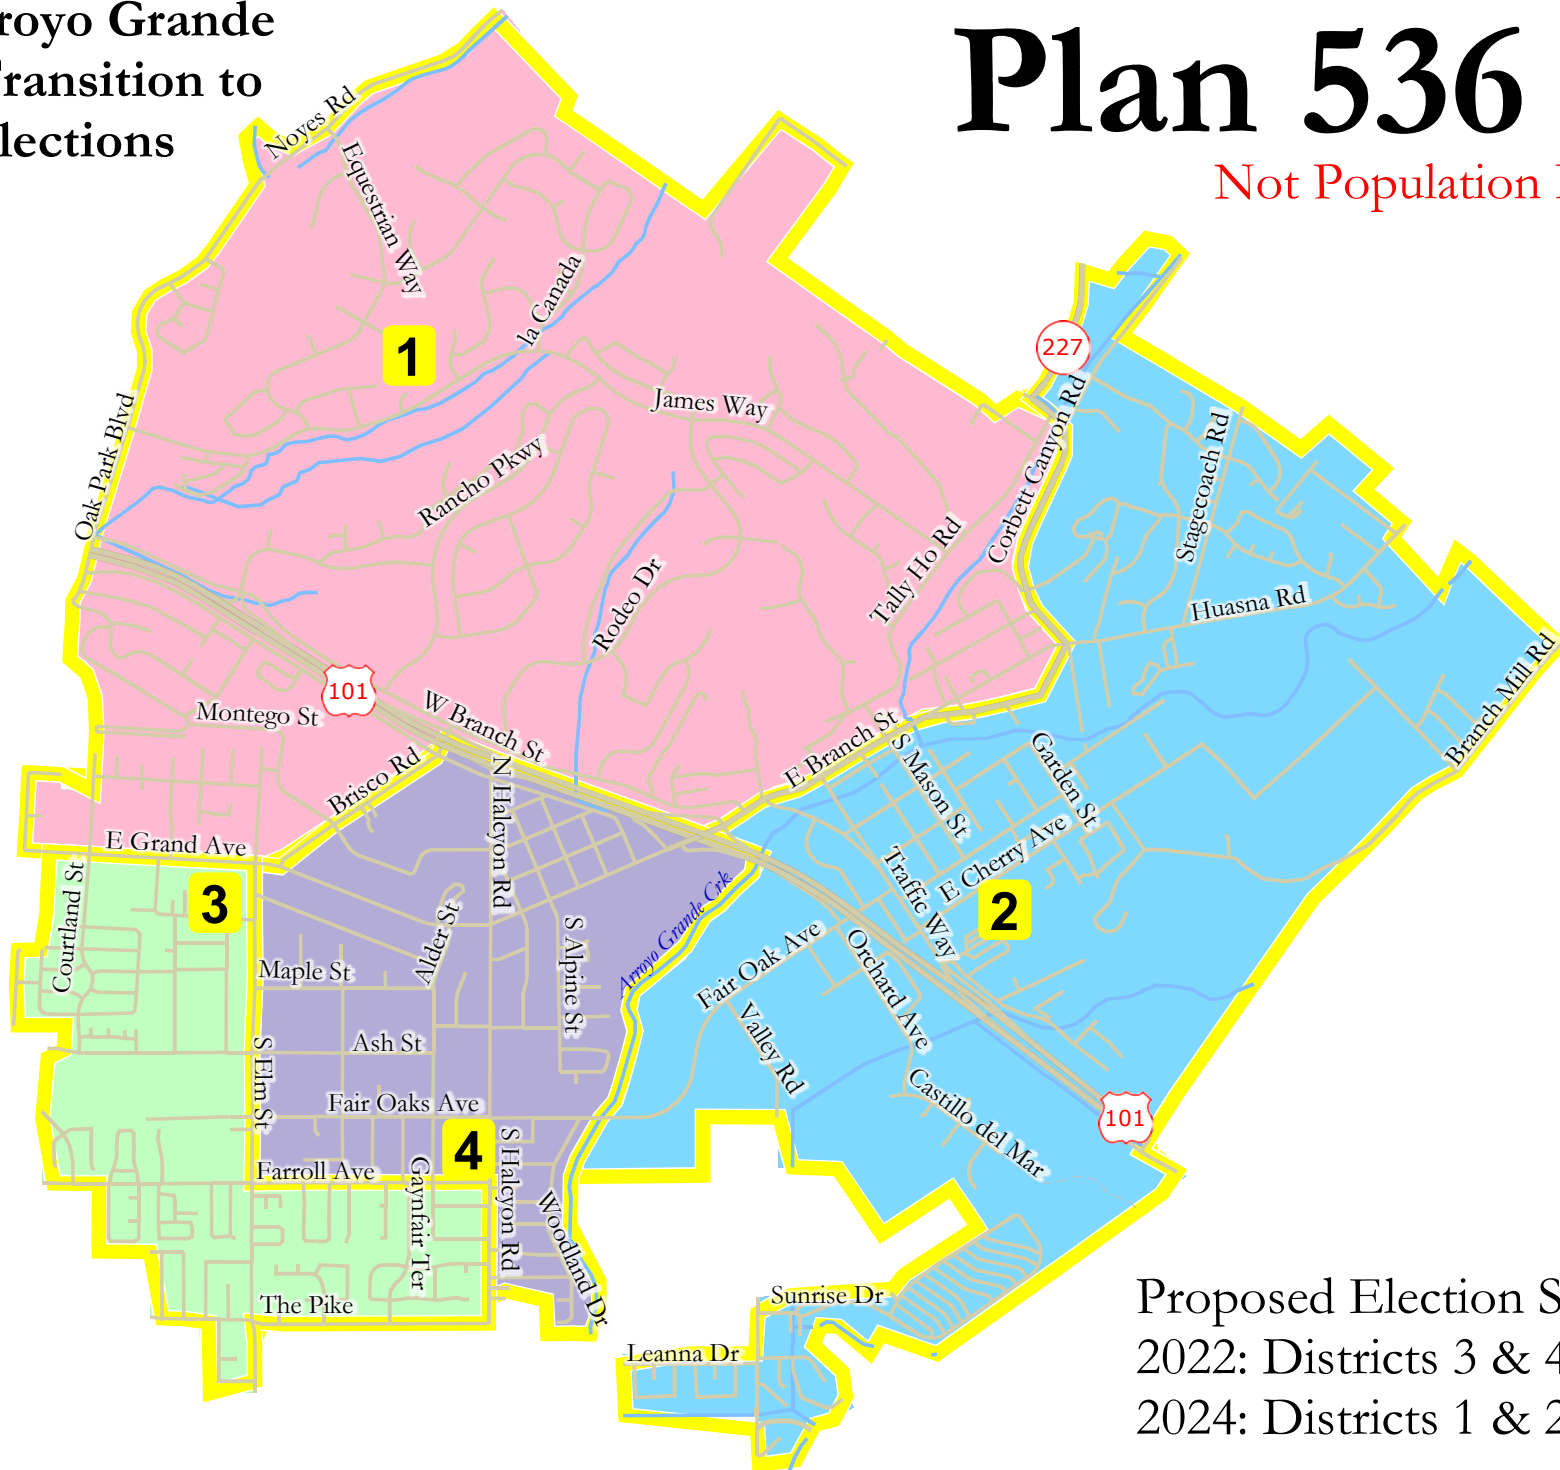 royo Grande
Transition to
lections
Plan 536
Not Population
Noyes Rd
Equestrian Way
la Canada
1
227
James Way
Oak Park Blvd
Rancho Pkwy
Corbett Canyon Rd
Stagecoach Rd
Tally Ho Rd
Rodeo Dr
Huasna Rd
Branch Mill Rd
101
Montego St
W Branch St
E Branch St
S Mason St
Garden St
Brisco Rd
N Halcyon Rd
E Grand Ave
E Cherry Ave
Traffic Way
3
2
Courtland St
Alder St
S Alpine St
Arroyo Grande Crk
Fair Oak Ave
Orchard Ave
Maple St
Valley Rd
Ash St
S Elm St
Castillo del Mar
Fair Oaks Ave
4
101
Farroll Ave
Gaynfair Ter
S Halcyon Rd
Woodland Dr
The Pike
Sunrise Dr
Leanna Dr
Proposed Election S
2022: Districts 3 & 4
2024: Districts 1 & 2